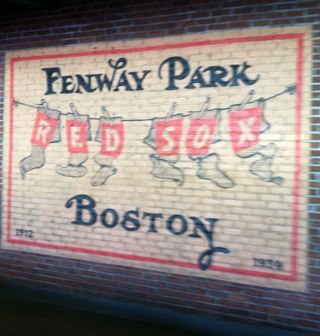 FENWAY PARK
RED SOX
BOSTON
1912 1934